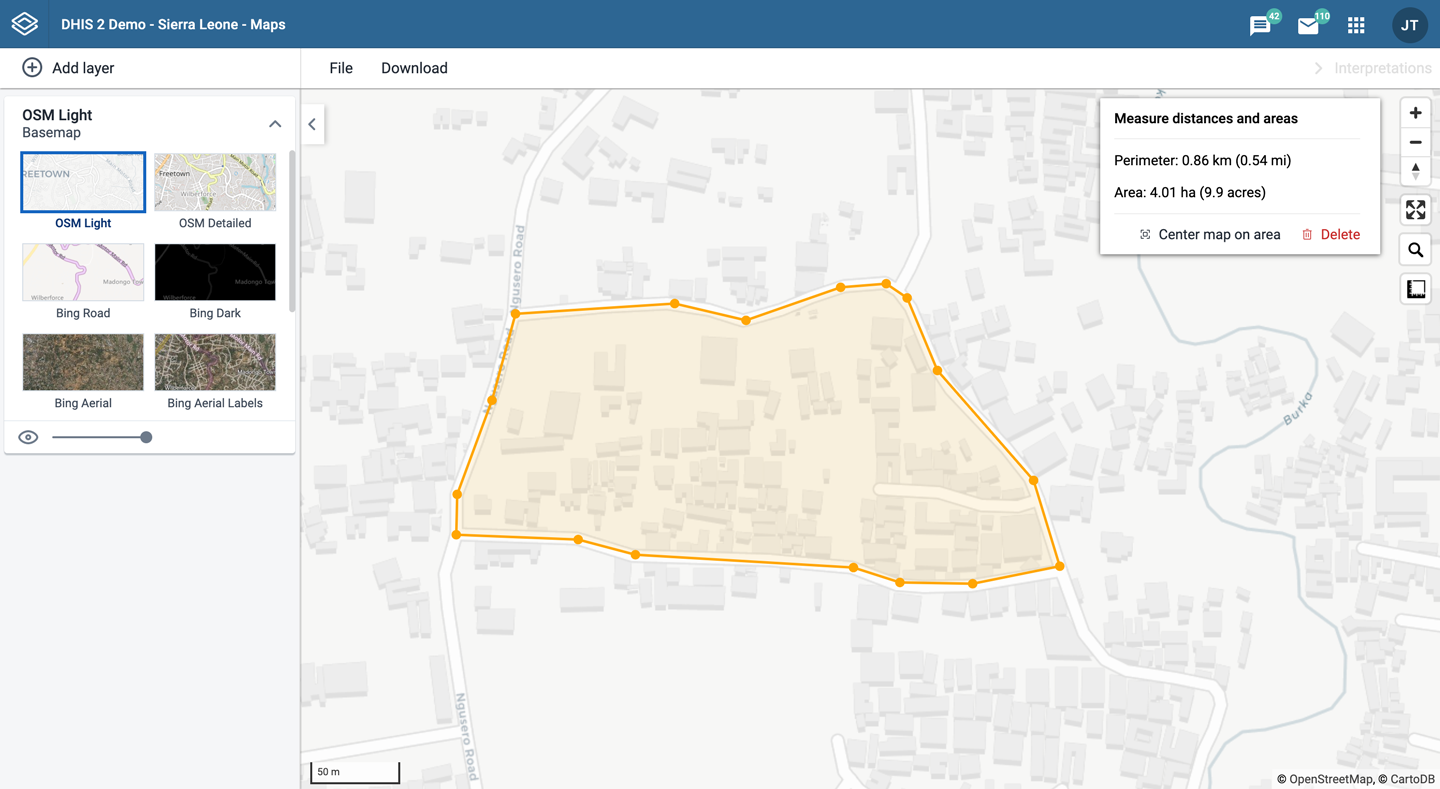 DHIS 2 Demo - Sierra Leone - Maps
42
110
JT
Add layer
File
Download
Interpretations
OSM Light
Basemap
REETOWN
Freetown
Wilberforce
OSM Light
OSM Detailed
Wilberforce
Madongo
Wilberforce
Madongo
Bing Road
Bing Dark
Bing Aerial
Bing Aerial Labels
Measure distances and areas
Perimeter: 0.86 km (0.54 mi)
Area: 4.01 ha (9.9 acres)
Center map on area
Delete
Ngusero Road
Ngusero Road
Burka
Ngusero Road
50 m
© OpenStreetMap, © CartoDB